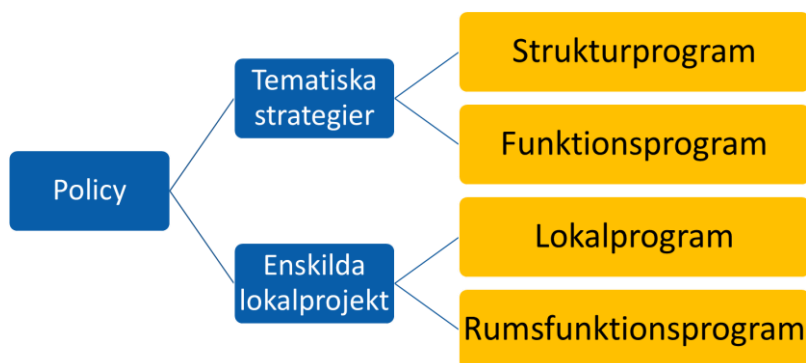 Policy
Tematiska
strategier
Strukturprogram
Funktionsprogram
Enskilda
lokalprojekt
Lokalprogram
Rumsfunktionsprogram